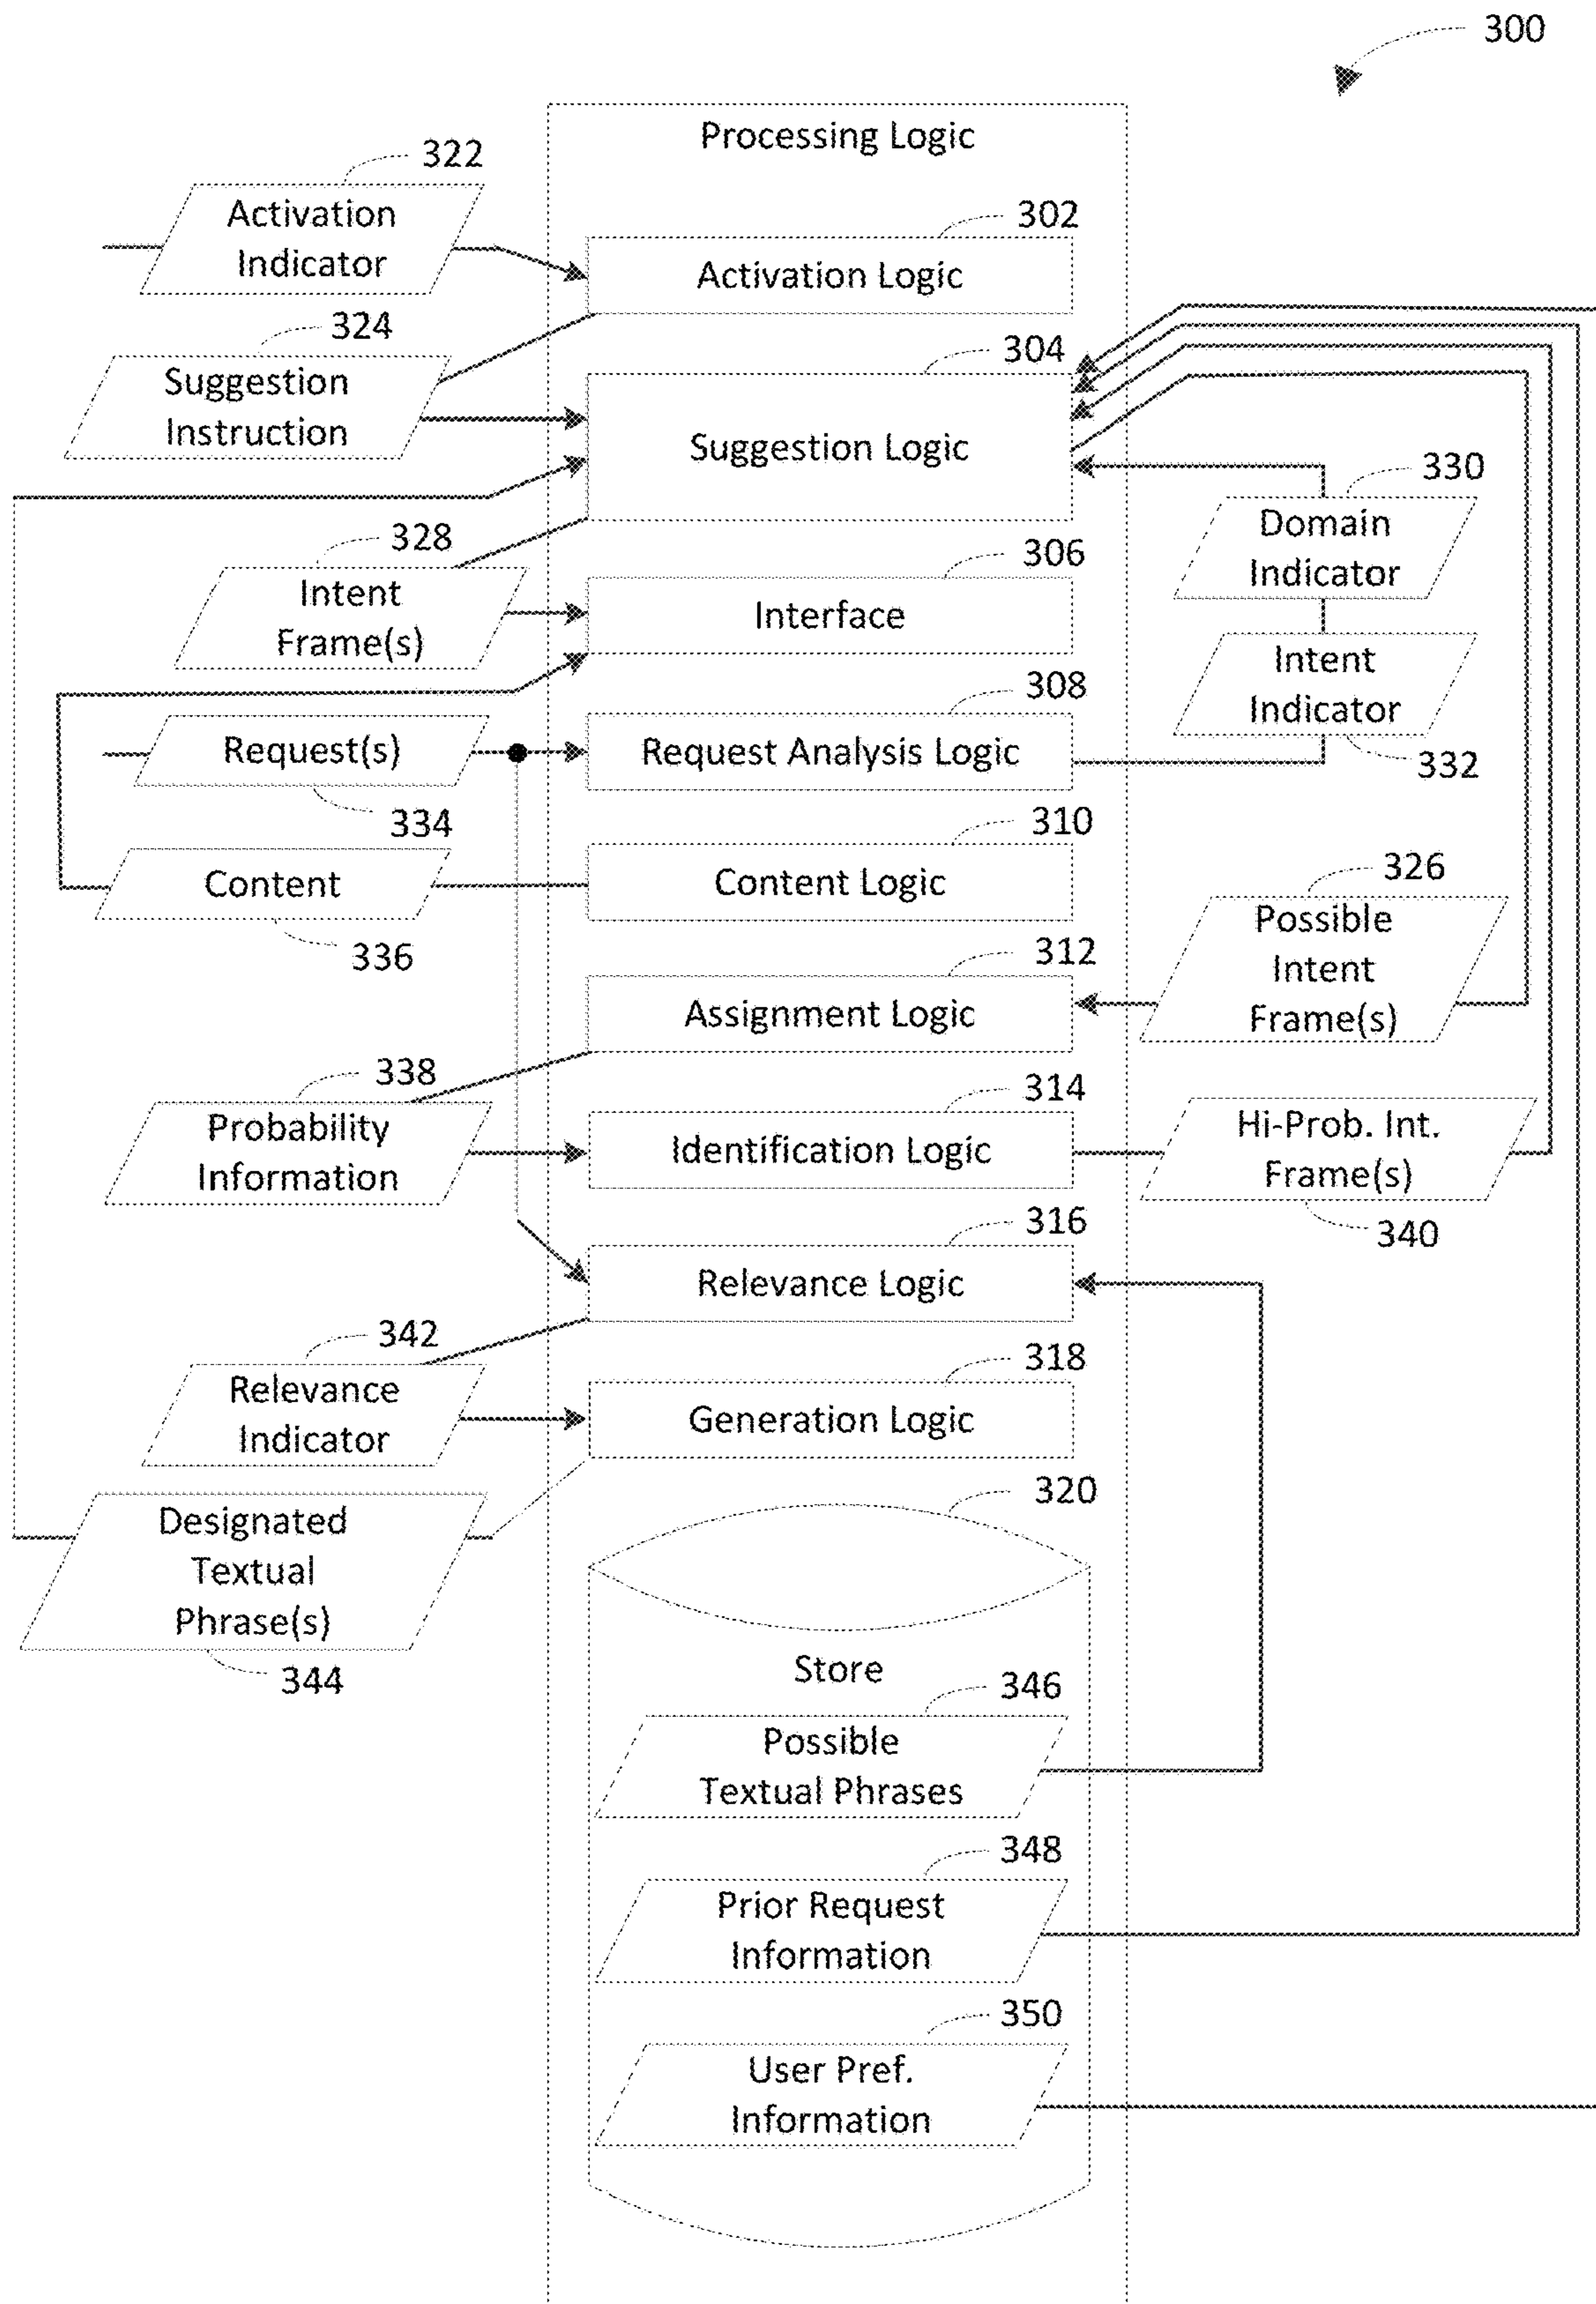 300
Processing Logic
322
Activation
Indicator
302
Activation Logic
324
Suggestion
Instruction
304
Suggestion Logic
330
Domain
Indicator
328
Intent
Frame(s)
306
Interface
Intent
Indicator
332
308
Request(s)
Request Analysis Logic
334
310
Content
Content Logic
336
326
Possible
Intent
Frame(s)
312
Assignment Logic
338
Probability
Information
314
Identification Logic
Hi-Prob. Int.
Frame(s)
340
316
Relevance Logic
342
Relevance
Indicator
318
Generation Logic
320
Designated
Textual
Phrase(s)
344
Store
346
Possible
Textual Phrases
348
Prior Request
Information
350
User Pref.
Information